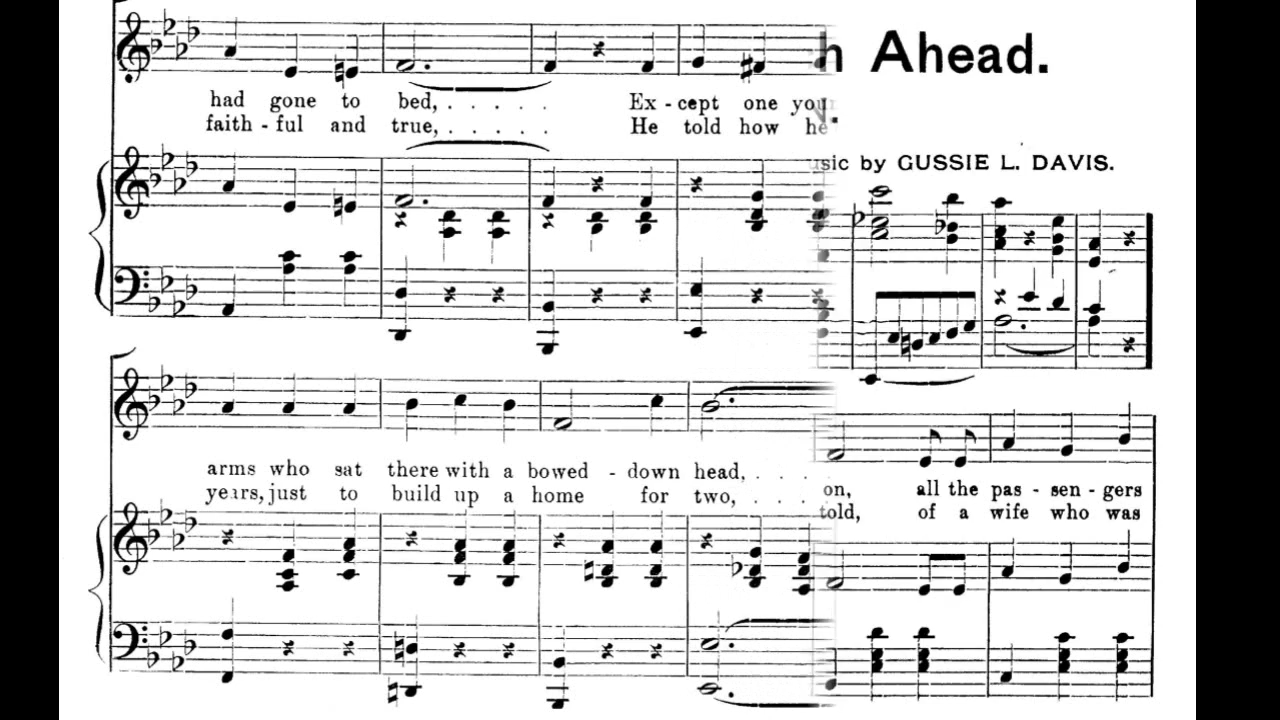 h Ahead.
had gone to bed, . . . . . Ex - cept one you
faith - ful and true, . . . . . He told how he
usic by GUSSIE L. DAVIS.
arms who sat there with a bowed - down head, . . . .
years, just to build up a home for two, . . . .
on, all the pas - sen - gers
told, of a wife who was